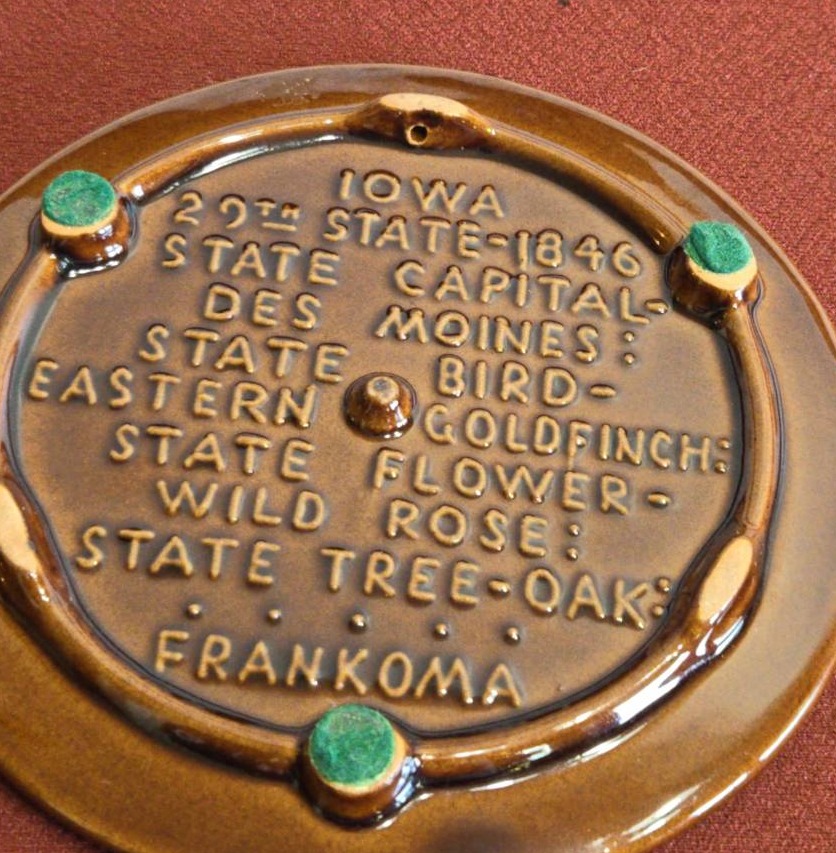 IOWA
29TH STATE-1846
STATE CAPITAL-
DES MOINES:
STATE BIRD-
EASTERN GOLDFINCH:
STATE FLOWER-
WILD ROSE:
STATE TREE-OAK:
FRANKOMA